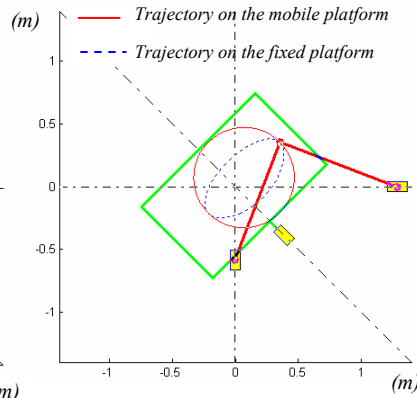 (m)
Trajectory on the mobile platform
Trajectory on the fixed platform
1
0.5
0
-0.5
-1
-1
-0.5
0
0.5
1
(m)
m)